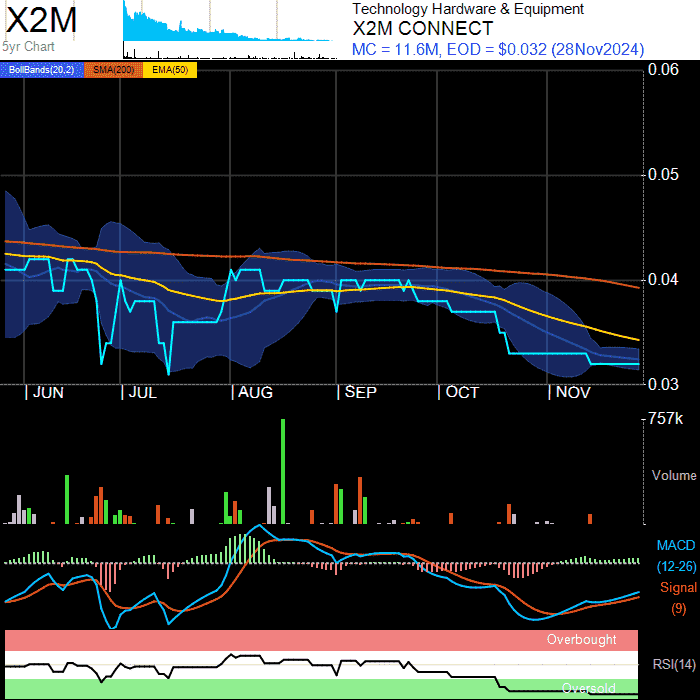 X2M
5yr Chart
Technology Hardware & Equipment
X2M CONNECT
MC = 11.6M, EOD = $0.032 (28Nov2024)
BollBands(20,2) SMA(200) EMA(50)
0.06
0.05
0.04
0.03
JUN JUL AUG SEP OCT NOV
757k
Volume
MACD
(12-26)
Signal
(9)
Overbought
RSI(14)
Oversold